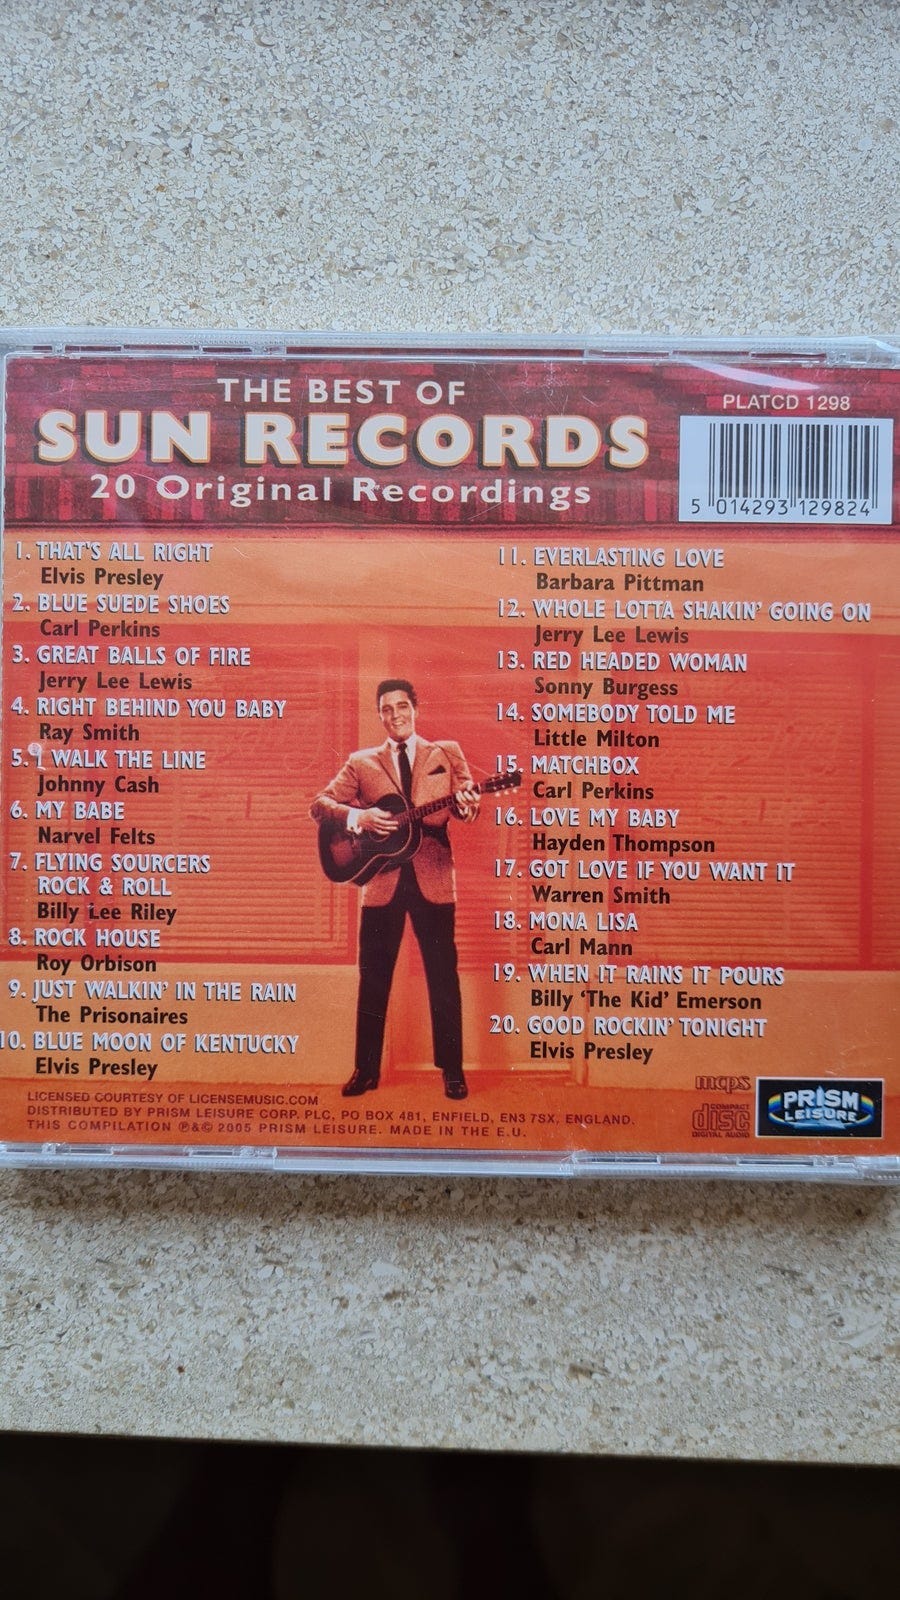 THE BEST OF
SUN RECORDS
20 Original Recordings
PLATCD 1298
5 014293 129824
1. THAT'S ALL RIGHT
Elvis Presley
2. BLUE SUEDE SHOES
Carl Perkins
3. GREAT BALLS OF FIRE
Jerry Lee Lewis
4. RIGHT BEHIND YOU BABY
Ray Smith
5. I WALK THE LINE
Johnny Cash
6. MY BABE
Narvel Felts
7. FLYING SOURCERS
ROCK & ROLL
Billy Lee Riley
8. ROCK HOUSE
Roy Orbison
9. JUST WALKIN' IN THE RAIN
The Prisonaires
10. BLUE MOON OF KENTUCKY
Elvis Presley
11. EVERLASTING LOVE
Barbara Pittman
12. WHOLE LOTTA SHAKIN' GOING ON
Jerry Lee Lewis
13. RED HEADED WOMAN
Sonny Burgess
14. SOMEBODY TOLD ME
Little Milton
15. MATCHBOX
Carl Perkins
16. LOVE MY BABY
Hayden Thompson
17. GOT LOVE IF YOU WANT IT
Warren Smith
18. MONA LISA
Carl Mann
19. WHEN IT RAINS IT POURS
Billy 'The Kid' Emerson
20. GOOD ROCKIN' TONIGHT
Elvis Presley
LICENSED COURTESY OF LICENSEMUSIC.COM
DISTRIBUTED BY PRISM LEISURE CORP. PLC, PO BOX 481, ENFIELD, EN3 7SX, ENGLAND.
THIS COMPILATION ℗&© 2005 PRISM LEISURE. MADE IN THE E.U.
mcps
COMPACT
disc
DIGITAL AUDIO
PRISM
LEISURE